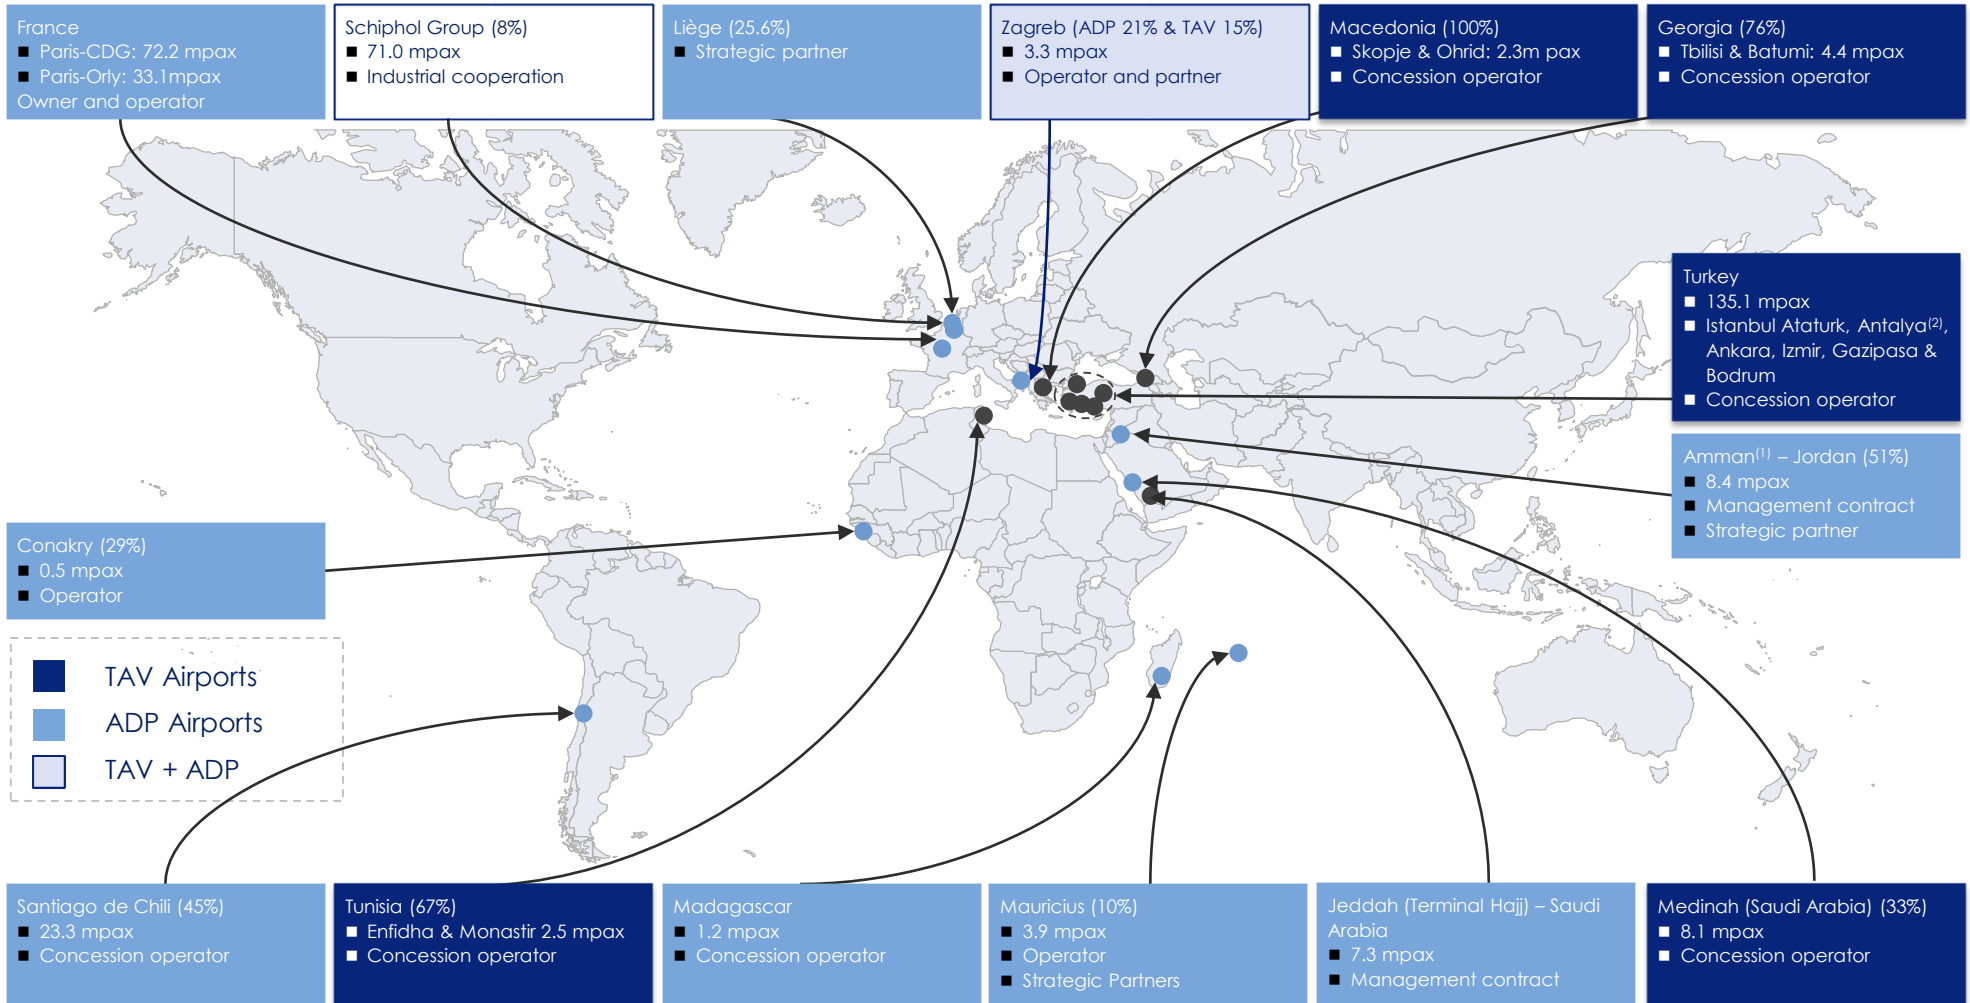 France
Paris-CDG: 72.2 mpax
Paris-Orly: 33.1mpax
Owner and operator
Schiphol Group (8%)
71.0 mpax
Industrial cooperation
Liège (25.6%)
Strategic partner
Zagreb (ADP 21% & TAV 15%)
3.3 mpax
Operator and partner
Macedonia (100%)
Skopje & Ohrid: 2.3m pax
Concession operator
Georgia (76%)
Tbilisi & Batumi: 4.4 mpax
Concession operator
Turkey
135.1 mpax
Istanbul Ataturk, Antalya(2),
Ankara, Izmir, Gazipasa &
Bodrum
Concession operator
Amman(1) – Jordan (51%)
8.4 mpax
Management contract
Strategic partner
Conakry (29%)
0.5 mpax
Operator
TAV Airports
ADP Airports
TAV + ADP
Santiago de Chili (45%)
23.3 mpax
Concession operator
Tunisia (67%)
Enfidha & Monastir 2.5 mpax
Concession operator
Madagascar
1.2 mpax
Concession operator
Mauricius (10%)
3.9 mpax
Operator
Strategic Partners
Jeddah (Terminal Hajj) – Saudi
Arabia
7.3 mpax
Management contract
Medinah (Saudi Arabia) (33%)
8.1 mpax
Concession operator